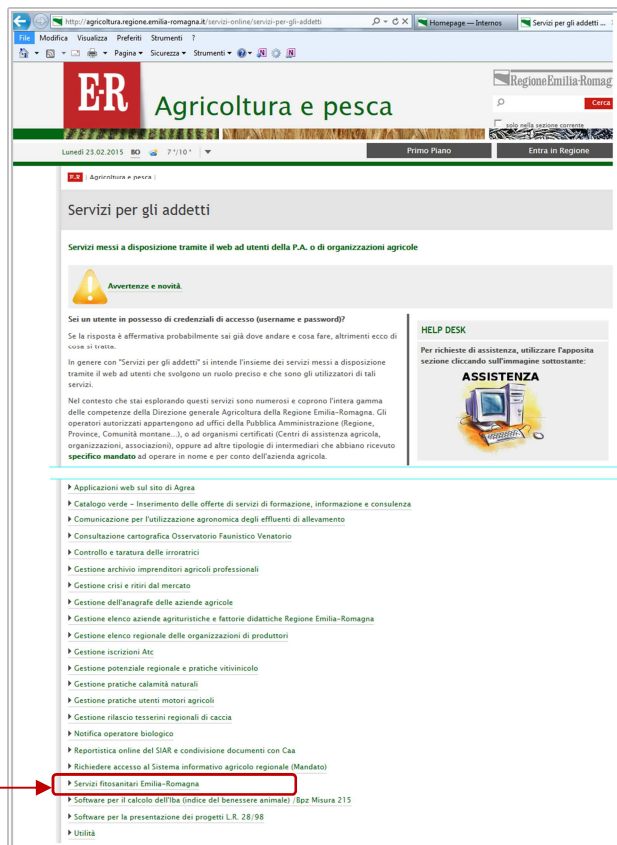 http://agricoltura.regione.emilia-romagna.it/servizi-online/servizi-per-gli-addetti
Homepage — Internos
Servizi per gli addetti ...
File Modifica Visualizza Preferiti Strumenti ?
Pagina Sicurezza Strumenti
E·R
Agricoltura e pesca
RegioneEmilia-Romag
Cerca
solo nella sezione corrente
Lunedì 23.02.2015 BO 7°/10°
Primo Piano
Entra in Regione
E·R | Agricoltura e pesca |
Servizi per gli addetti
Servizi messi a disposizione tramite il web ad utenti della P.A. o di organizzazioni agricole
Avvertenze e novità.
Sei un utente in possesso di credenziali di accesso (username e password)?
Se la risposta è affermativa probabilmente sai già dove andare e cosa fare, altrimenti ecco di
cosa si tratta.
In genere con "Servizi per gli addetti" si intende l'insieme dei servizi messi a disposizione
tramite il web ad utenti che svolgono un ruolo preciso e che sono gli utilizzatori di tali
servizi.
Nel contesto che stai esplorando questi servizi sono numerosi e coprono l'intera gamma
delle competenze della Direzione generale Agricoltura della Regione Emilia-Romagna. Gli
operatori autorizzati appartengono ad uffici della Pubblica Amministrazione (Regione,
Province, Comunità montane...), o ad organismi certificati (Centri di assistenza agricola,
organizzazioni, associazioni), oppure ad altre tipologie di intermediari che abbiano ricevuto
specifico mandato ad operare in nome e per conto dell'azienda agricola.
HELP DESK
Per richieste di assistenza, utilizzare l'apposita
sezione cliccando sull'immagine sottostante:
ASSISTENZA
Applicazioni web sul sito di Agrea
Catalogo verde - Inserimento delle offerte di servizi di formazione, informazione e consulenza
Comunicazione per l'utilizzazione agronomica degli effluenti di allevamento
Consultazione cartografica Osservatorio Faunistico Venatorio
Controllo e taratura delle irroratrici
Gestione archivio imprenditori agricoli professionali
Gestione crisi e ritiri dal mercato
Gestione dell'anagrafe delle aziende agricole
Gestione elenco aziende agrituristiche e fattorie didattiche Regione Emilia-Romagna
Gestione elenco regionale delle organizzazioni di produttori
Gestione iscrizioni Atc
Gestione potenziale regionale e pratiche vitivinicolo
Gestione pratiche calamità naturali
Gestione pratiche utenti motori agricoli
Gestione rilascio tesserini regionali di caccia
Notifica operatore biologico
Reportistica online del SIAR e condivisione documenti con Caa
Richiedere accesso al Sistema informativo agricolo regionale (Mandato)
Servizi fitosanitari Emilia-Romagna
Software per il calcolo dell'Iba (indice del benessere animale) /Bpz Misura 215
Software per la presentazione dei progetti L.R. 28/98
Utilità